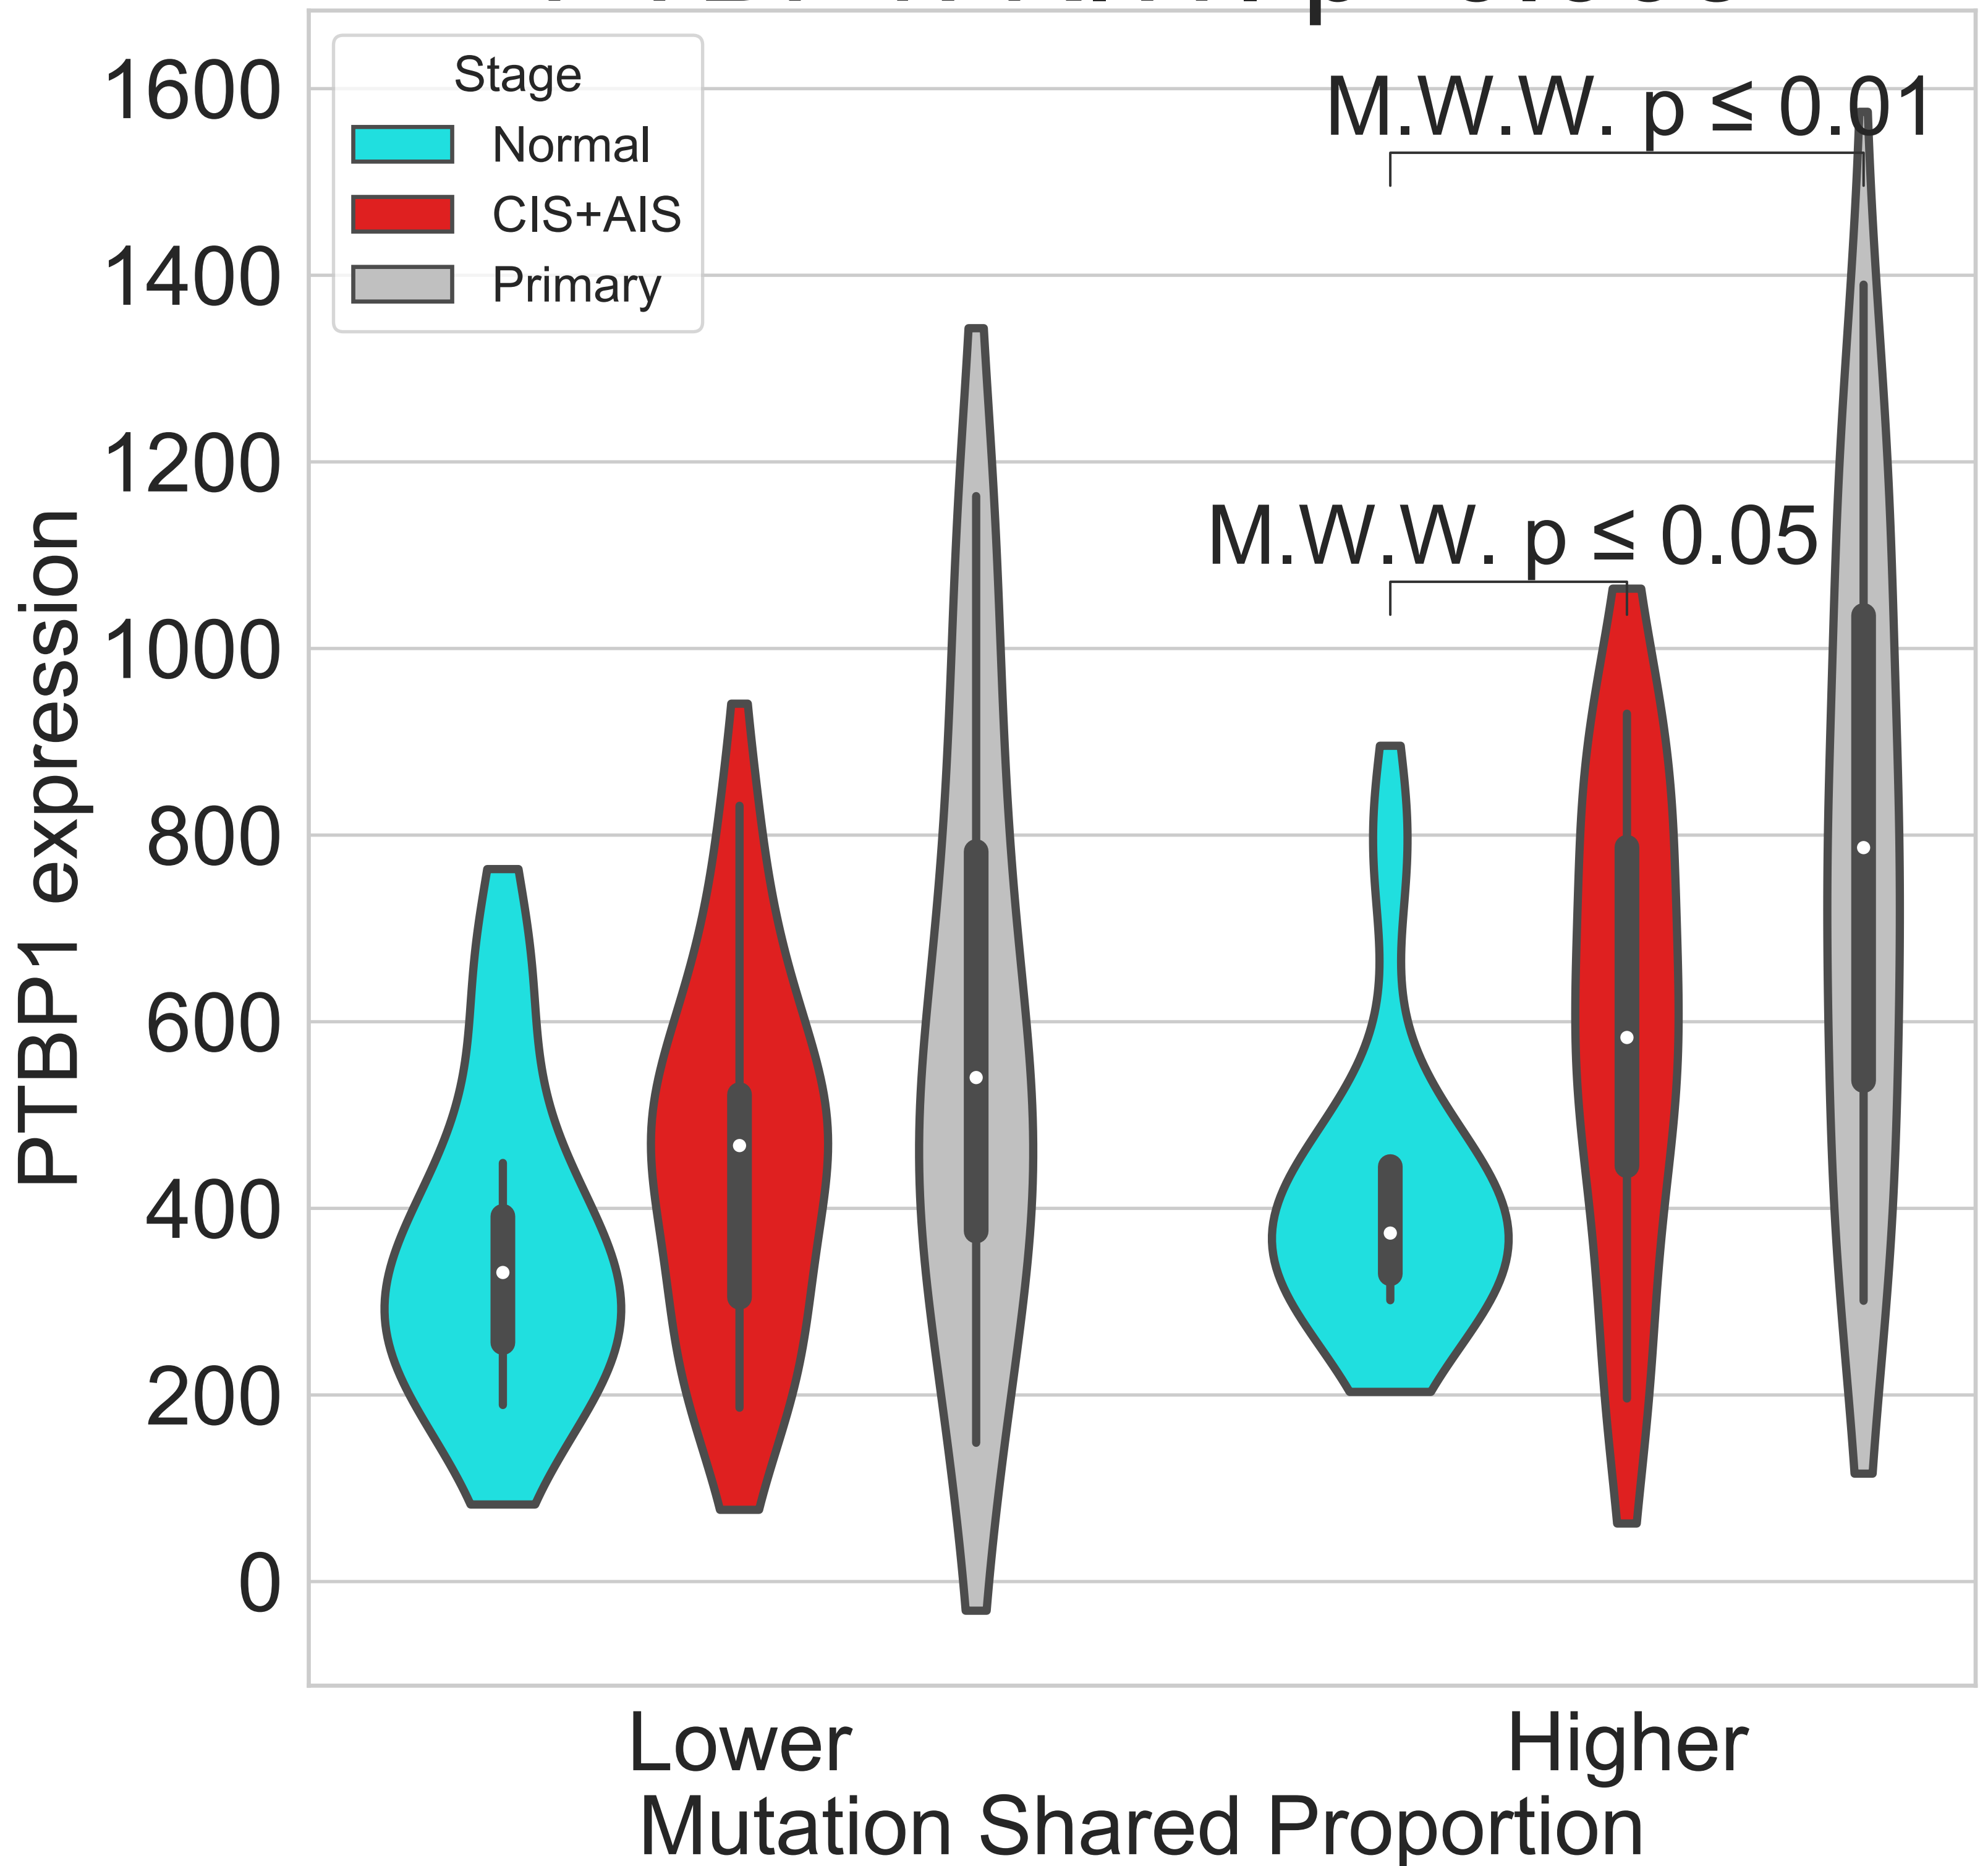 Stage
Normal
CIS+AIS
Primary
M.W.W. p ≤ 0.01
M.W.W. p ≤ 0.05
1600
1400
1200
1000
800
600
400
200
0
PTBP1 expression
Lower
Higher
Mutation Shared Proportion